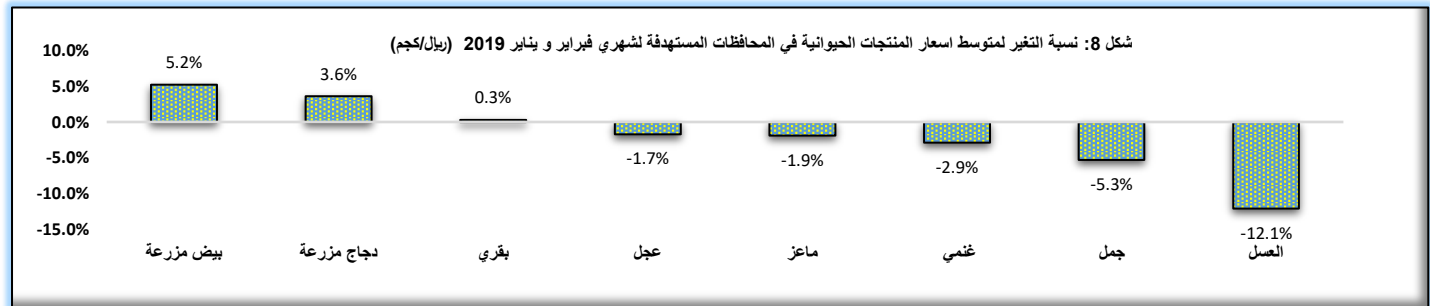 شكل 8: نسبة التغير لمتوسط اسعار المنتجات الحيوانية في المحافظات المستهدفة لشهري فبراير و يناير 2019 (ريال/كجم)
10.0%
5.0%
0.0%
-5.0%
-10.0%
-15.0%
5.2%
3.6%
0.3%
-1.7%
-1.9%
-2.9%
-5.3%
-12.1%
بيض مزرعة
دجاج مزرعة
بقري
عجل
ماعز
غنمي
جمل
العسل